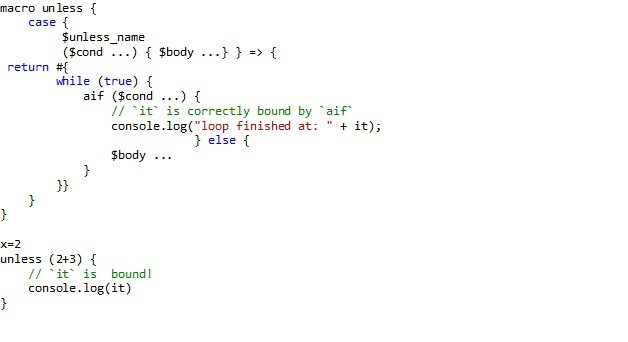 macro unless {
    case {
         $unless_name
         ($cond ...) { $body ...} } => {
 return #{
        while (true) {
            aif ($cond ...) {
                // `it` is correctly bound by `aif`
                console.log("loop finished at: " + it);
                            } else {
                $body ...
            }
        }}
    }
}
x=2
unless (2+3) {
    // `it` is  bound!
    console.log(it)
}